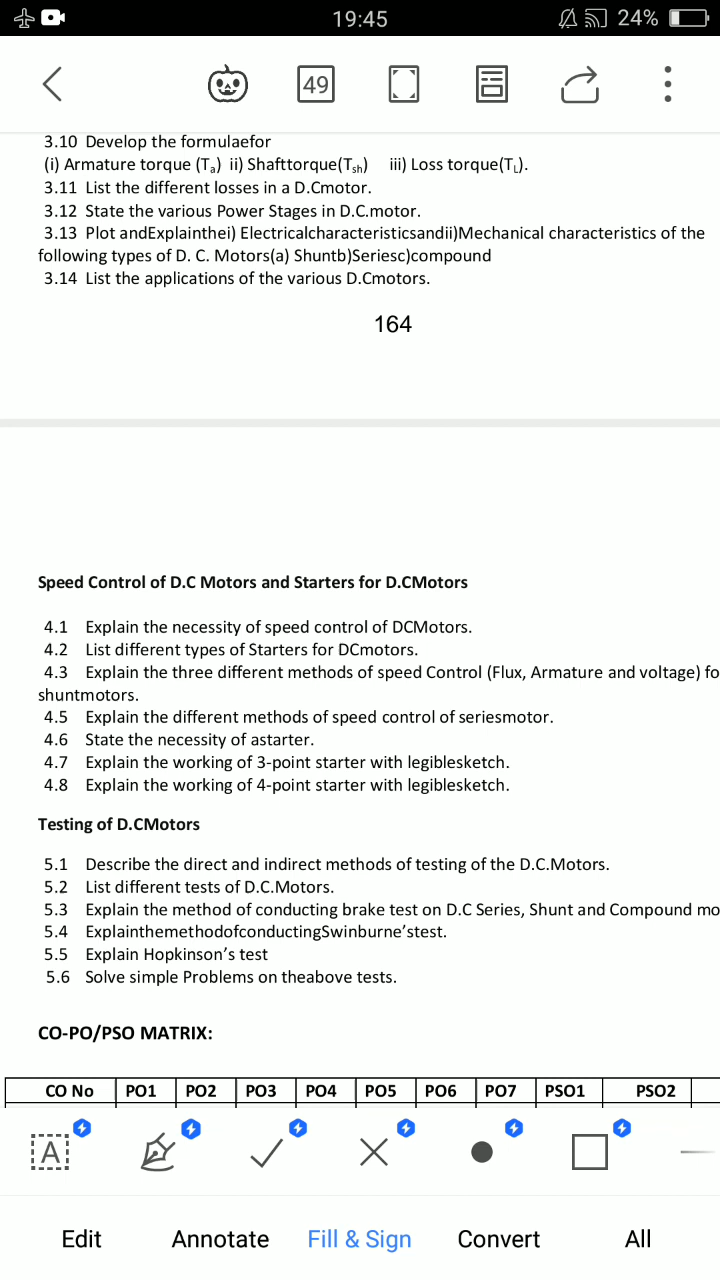 19:45
24%
49
3.10 Develop the formulaefor
(i) Armature torque (Ta) ii) Shafttorque(Tsh) iii) Loss torque(TL).
3.11 List the different losses in a D.Cmotor.
3.12 State the various Power Stages in D.C.motor.
3.13 Plot andExplainthei) Electricalcharacteristicsandii)Mechanical characteristics of the
following types of D. C. Motors(a) Shuntb)Seriesc)compound
3.14 List the applications of the various D.Cmotors.
164
Speed Control of D.C Motors and Starters for D.CMotors
4.1 Explain the necessity of speed control of DCMotors.
4.2 List different types of Starters for DCmotors.
4.3 Explain the three different methods of speed Control (Flux, Armature and voltage) fo
shuntmotors.
4.5 Explain the different methods of speed control of seriesmotor.
4.6 State the necessity of astarter.
4.7 Explain the working of 3-point starter with legiblesketch.
4.8 Explain the working of 4-point starter with legiblesketch.
Testing of D.CMotors
5.1 Describe the direct and indirect methods of testing of the D.C.Motors.
5.2 List different tests of D.C.Motors.
5.3 Explain the method of conducting brake test on D.C Series, Shunt and Compound mo
5.4 ExplainthemethodofconductingSwinburne’stest.
5.5 Explain Hopkinson’s test
5.6 Solve simple Problems on theabove tests.
CO-PO/PSO MATRIX:
CO No PO1 PO2 PO3 PO4 PO5 PO6 PO7 PSO1 PSO2
A
Edit Annotate Fill & Sign Convert All